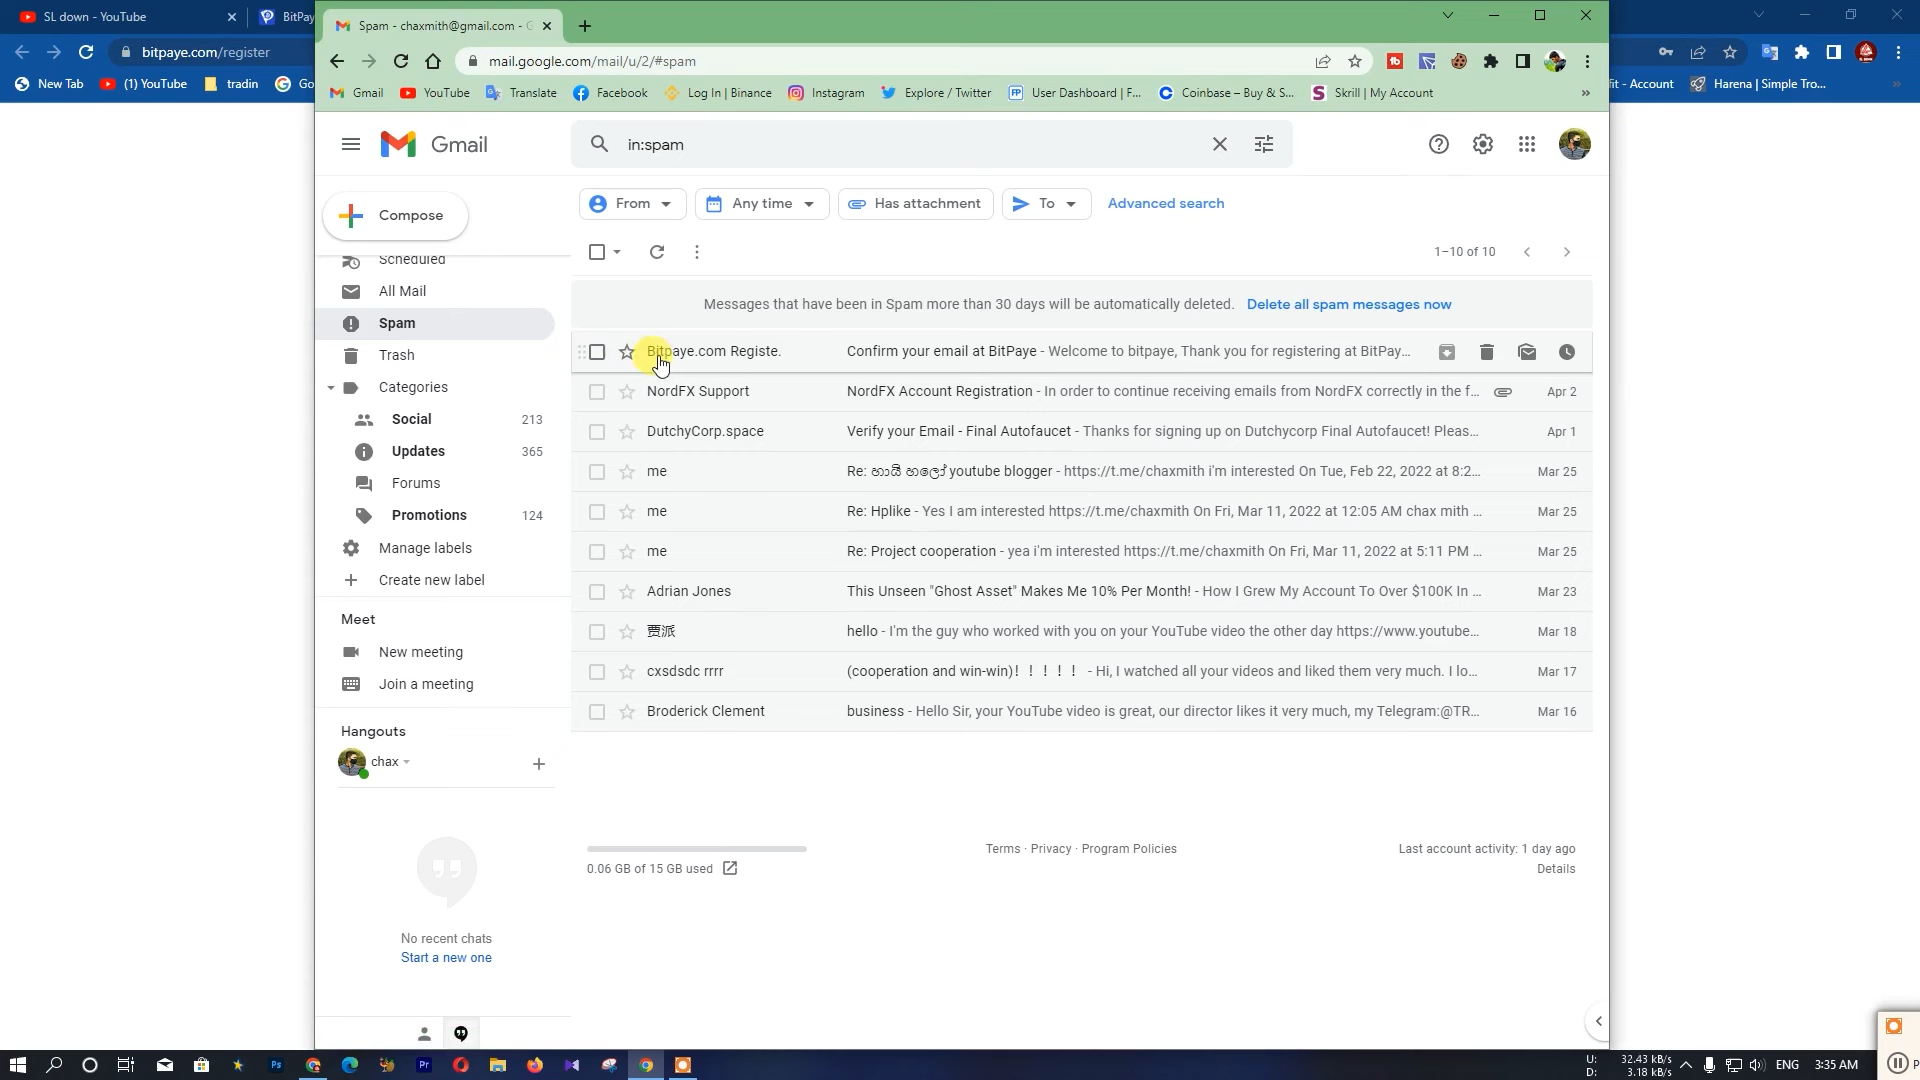 SL down - YouTube
BitPay
Spam - chaxmith@gmail.com - G
bitpaye.com/register
mail.google.com/mail/u/2/#spam
New Tab
(1) YouTube
tradin
Go
Gmail
YouTube
Translate
Facebook
Log In | Binance
Instagram
Explore / Twitter
User Dashboard | F...
Coinbase – Buy & S...
Skrill | My Account
»
fit - Account
Harena | Simple Tro...
Gmail
in:spam
Compose
From
Any time
Has attachment
To
Advanced search
1–10 of 10
Scheduled
All Mail
Spam
Trash
Categories
Social 213
Updates 365
Forums
Promotions 124
Manage labels
Create new label
Meet
New meeting
Join a meeting
Hangouts
chax
No recent chats
Start a new one
Messages that have been in Spam more than 30 days will be automatically deleted. Delete all spam messages now
Bitpaye.com Registe. Confirm your email at BitPaye - Welcome to bitpaye, Thank you for registering at BitPay...
NordFX Support NordFX Account Registration - In order to continue receiving emails from NordFX correctly in the f... Apr 2
DutchyCorp.space Verify your Email - Final Autofaucet - Thanks for signing up on Dutchycorp Final Autofaucet! Pleas... Apr 1
me Re: හායි හලෝ youtube blogger - https://t.me/chaxmith i'm interested On Tue, Feb 22, 2022 at 8:2... Mar 25
me Re: Hplike - Yes I am interested https://t.me/chaxmith On Fri, Mar 11, 2022 at 12:05 AM chax mith ... Mar 25
me Re: Project cooperation - yea i'm interested https://t.me/chaxmith On Fri, Mar 11, 2022 at 5:11 PM ... Mar 25
Adrian Jones This Unseen "Ghost Asset" Makes Me 10% Per Month! - How I Grew My Account To Over $100K In ... Mar 23
贾派 hello - I'm the guy who worked with you on your YouTube video the other day https://www.youtube... Mar 18
cxsdsdc rrrr (cooperation and win-win)！！！！！ - Hi, I watched all your videos and liked them very much. I lo... Mar 17
Broderick Clement business - Hello Sir, your YouTube video is great, our director likes it very much, my Telegram:@TR... Mar 16
0.06 GB of 15 GB used
Terms · Privacy · Program Policies
Last account activity: 1 day ago
Details
U: 32.43 kB/s
D: 3.18 kB/s
ENG
3:35 AM